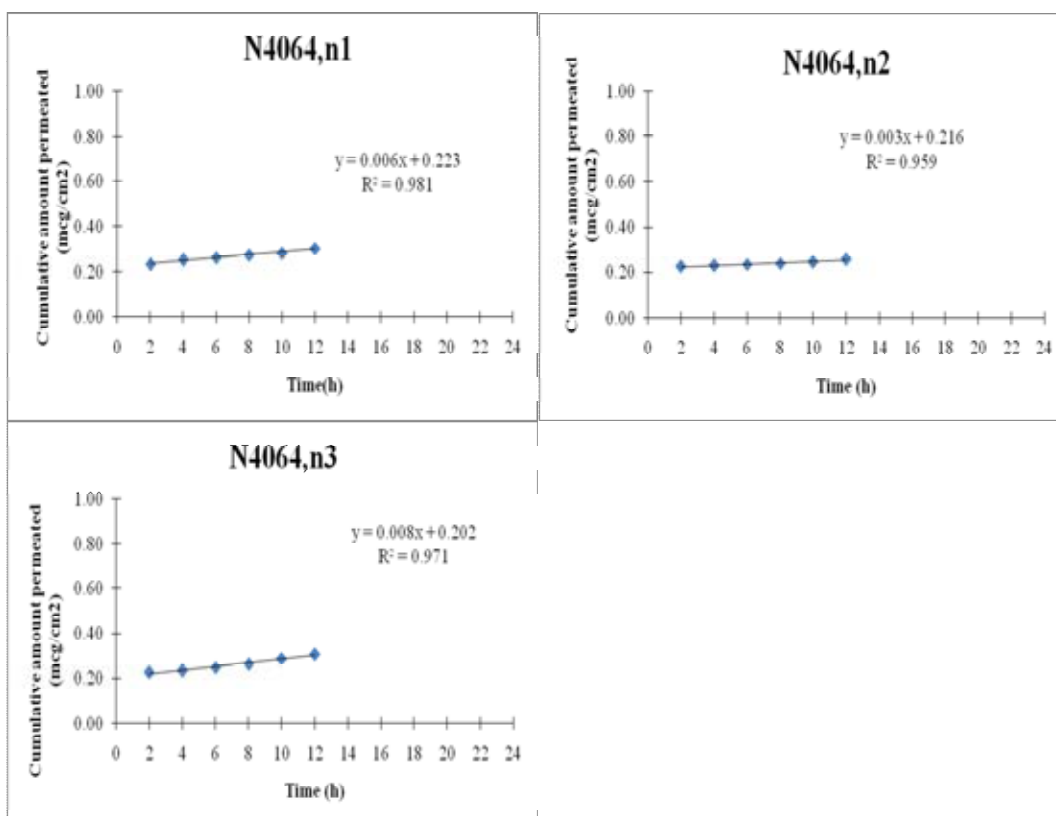 N4064,n1
Cumulative amount permeated
(mcg/cm2)
1.00
0.80
0.60
0.40
0.20
0.00
y = 0.006x + 0.223
R² = 0.981
0 2 4 6 8 10 12 14 16 18 20 22 24
Time(h)
N4064,n2
Cumulative amount permeated
(mcg/cm2)
1.00
0.80
0.60
0.40
0.20
0.00
y = 0.003x + 0.216
R² = 0.959
0 2 4 6 8 10 12 14 16 18 20 22 24
Time (h)
N4064,n3
Cumulative amount permeated
(mcg/cm2)
1.00
0.80
0.60
0.40
0.20
0.00
y = 0.008x + 0.202
R² = 0.971
0 2 4 6 8 10 12 14 16 18 20 22 24
Time (h)